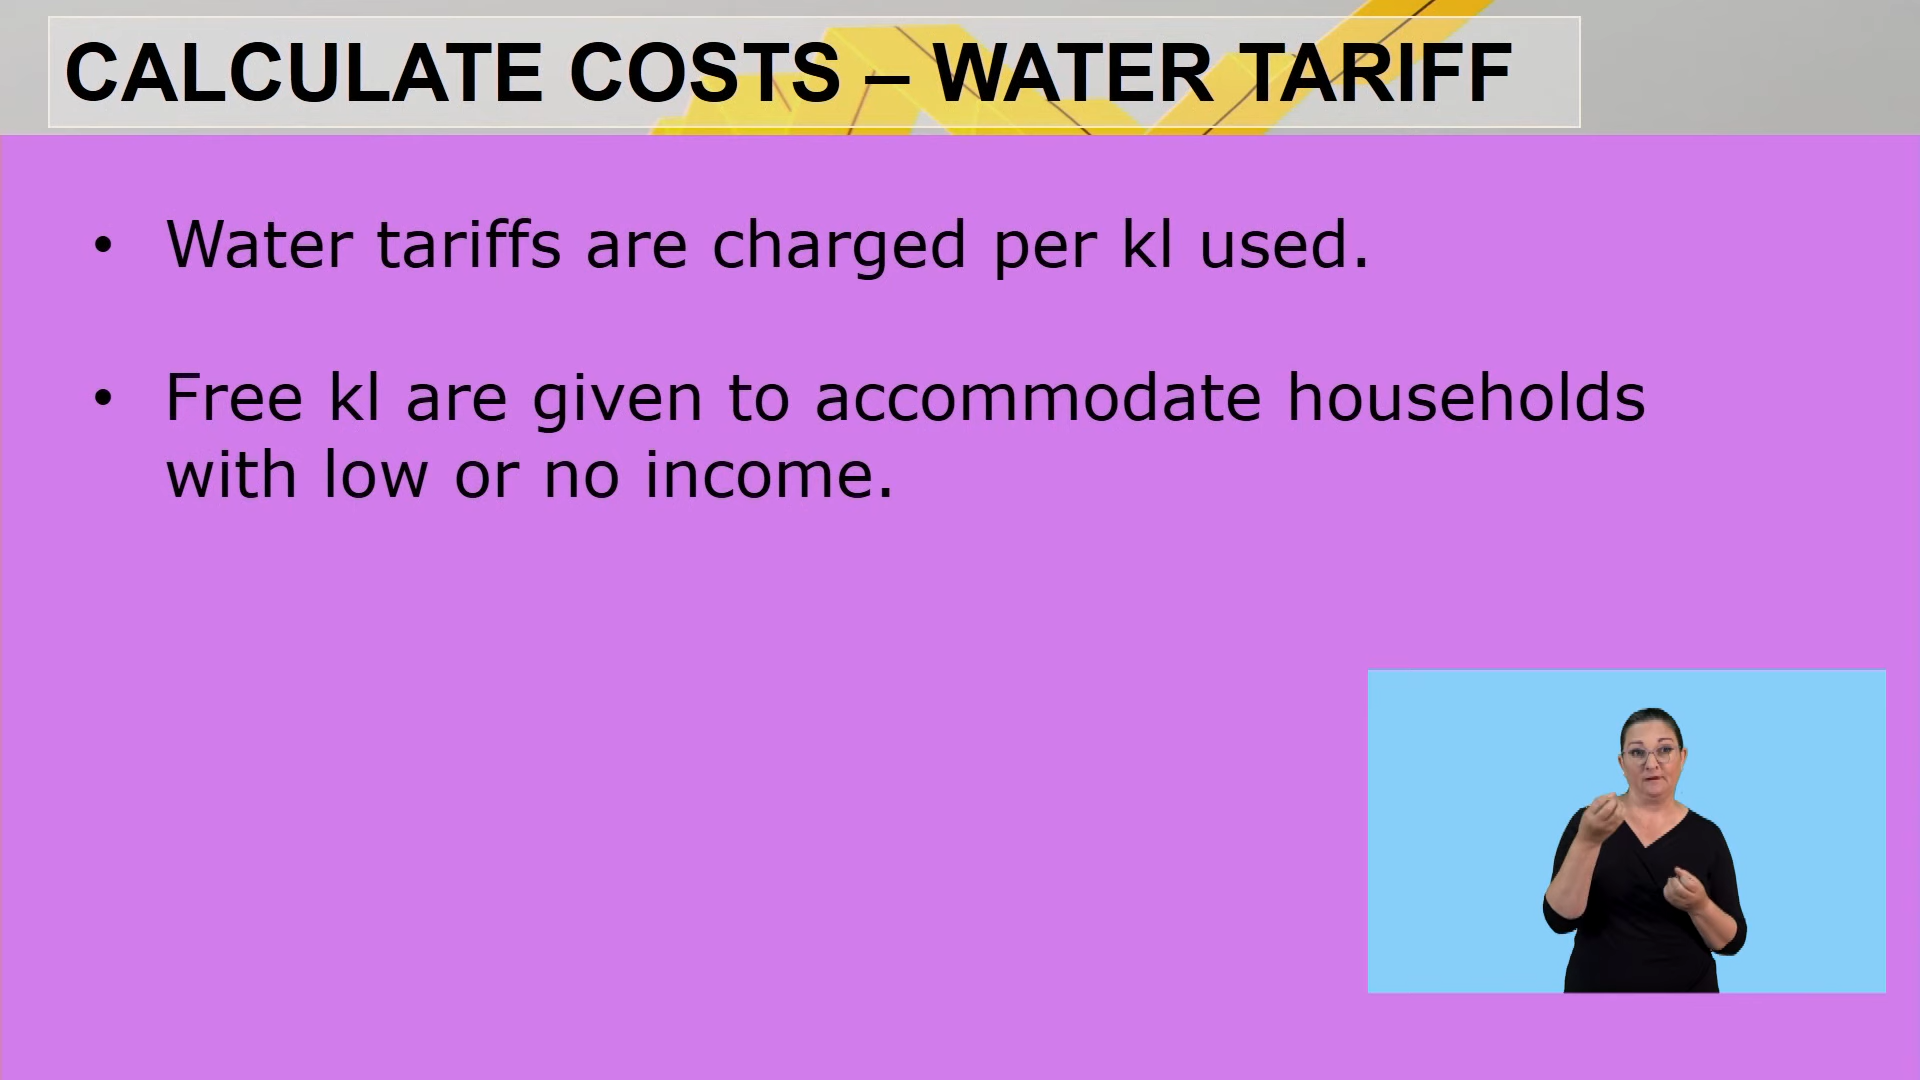 CALCULATE COSTS – WATER TARIFF
• Water tariffs are charged per kl used.
• Free kl are given to accommodate households
with low or no income.